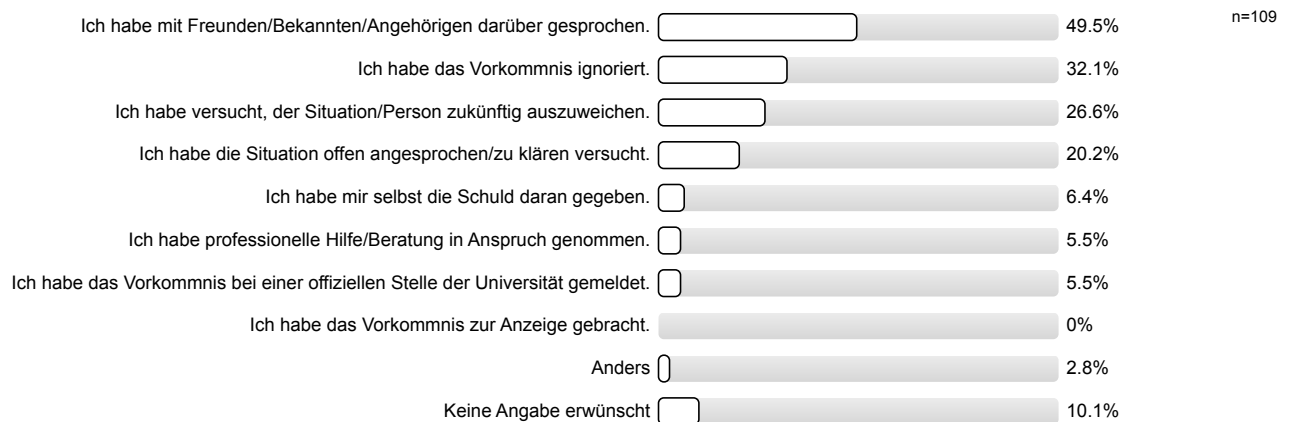 Ich habe mit Freunden/Bekannten/Angehörigen darüber gesprochen. 49.5% n=109
Ich habe das Vorkommnis ignoriert. 32.1%
Ich habe versucht, der Situation/Person zukünftig auszuweichen. 26.6%
Ich habe die Situation offen angesprochen/zu klären versucht. 20.2%
Ich habe mir selbst die Schuld daran gegeben. 6.4%
Ich habe professionelle Hilfe/Beratung in Anspruch genommen. 5.5%
Ich habe das Vorkommmnis bei einer offiziellen Stelle der Universität gemeldet. 5.5%
Ich habe das Vorkommnis zur Anzeige gebracht. 0%
Anders 2.8%
Keine Angabe erwünscht 10.1%